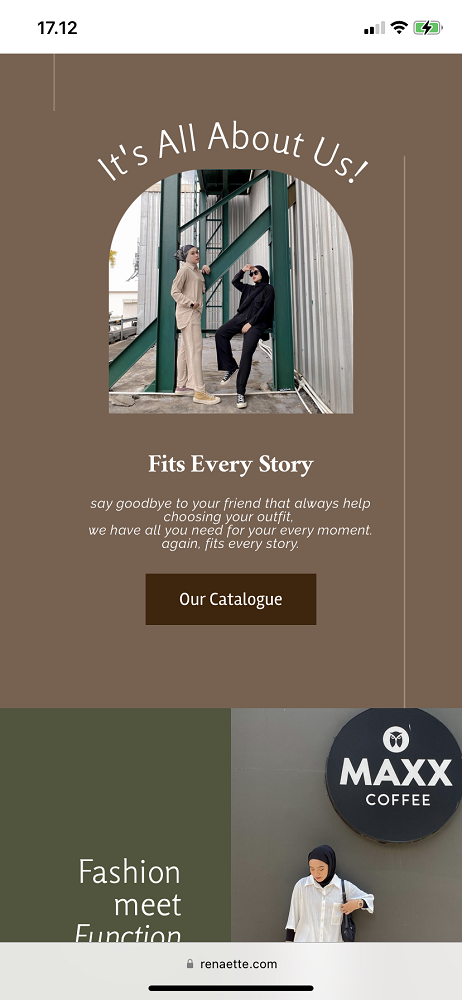 17.12
It's All About Us!
Fits Every Story
say goodbye to your friend that always help
choosing your outfit,
we have all you need for your every moment.
again, fits every story.
Our Catalogue
MAXX
COFFEE
Fashion
meet
Function
renaette.com